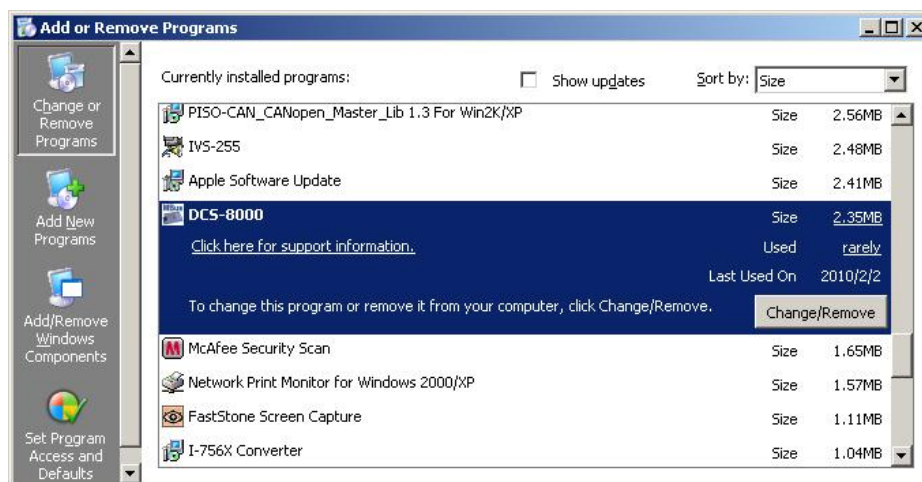 Add or Remove Programs
Change or
Remove
Programs
Add New
Programs
Add/Remove
Windows
Components
Set Program
Access and
Defaults
Currently installed programs:
Show updates
Sort by: Size
PISO-CAN_CANopen_Master_Lib 1.3 For Win2K/XP Size 2.56MB
IVS-255 Size 2.48MB
Apple Software Update Size 2.41MB
DCS-8000 Size 2.35MB
Click here for support information. Used rarely
Last Used On 2010/2/2
To change this program or remove it from your computer, click Change/Remove. Change/Remove
McAfee Security Scan Size 1.65MB
Network Print Monitor for Windows 2000/XP Size 1.57MB
FastStone Screen Capture Size 1.11MB
I-756X Converter Size 1.04MB